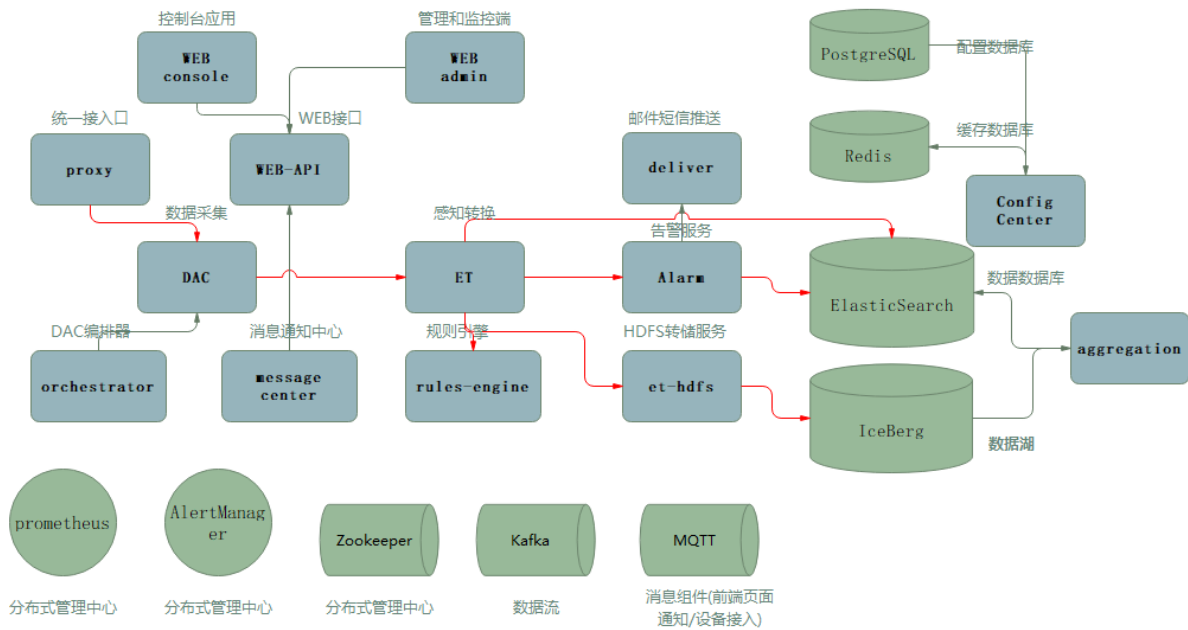 控制台应用
管理和监控端
WEB
console
WEB
admin
PostgreSQL
配置数据库
统一接入口
WEB接口
邮件短信推送
缓存数据库
proxy
WEB-API
deliver
Redis
Config
Center
数据采集
感知转换
告警服务
DAC
ET
Alarm
ElasticSearch
数据数据库
DAC编排器
消息通知中心
规则引擎
HDFS转储服务
orchestrator
message
center
rules-engine
et-hdfs
aggregation
IceBerg
数据湖
prometheus
AlertManag
er
Zookeeper
Kafka
MQTT
分布式管理中心
分布式管理中心
分布式管理中心
数据流
消息组件(前端页面
通知/设备接入)